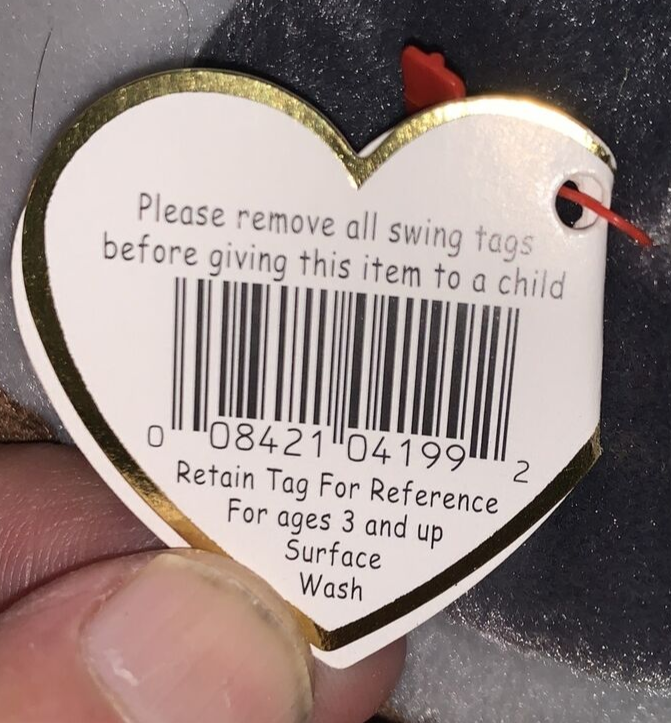 Please remove all swing tags
before giving this item to a child
0 08421 04199 2
Retain Tag For Reference
For ages 3 and up
Surface
Wash